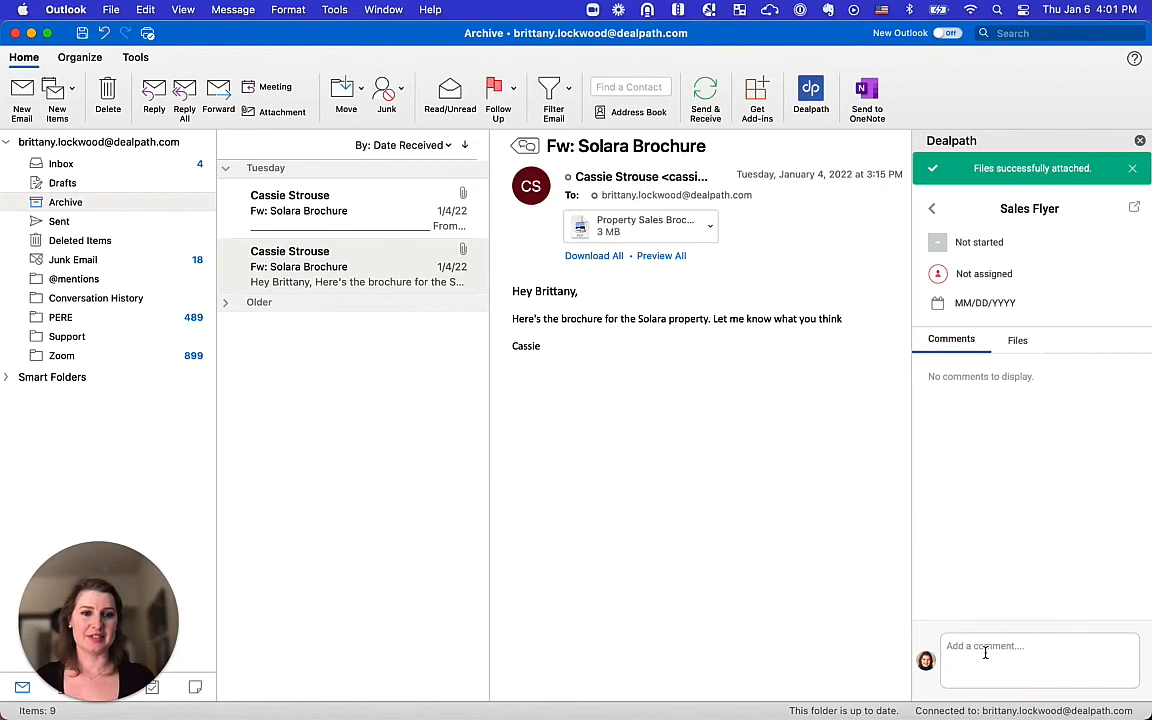 Outlook File Edit View Message Format Tools Window Help Thu Jan 6 4:01 PM
Archive • brittany.lockwood@dealpath.com New Outlook Off Search
Home Organize Tools
New Email
New Items
Delete
Reply
Reply All
Forward
Meeting
Attachment
Move
Junk
Read/Unread
Follow Up
Filter Email
Find a Contact
Address Book
Send & Receive
Get Add-ins
dp
Dealpath
Send to OneNote
brittany.lockwood@dealpath.com
Inbox 4
Drafts
Archive
Sent
Deleted Items
Junk Email 18
@mentions
Conversation History
PERE 489
Support
Zoom 899
Smart Folders
By: Date Received
Tuesday
Cassie Strouse
Fw: Solara Brochure 1/4/22
From...
Cassie Strouse
Fw: Solara Brochure 1/4/22
Hey Brittany, Here's the brochure for the S...
Older
Fw: Solara Brochure
CS
Cassie Strouse <cassi...
Tuesday, January 4, 2022 at 3:15 PM
To: brittany.lockwood@dealpath.com
Property Sales Broc...
3 MB
Download All • Preview All
Hey Brittany,
Here's the brochure for the Solara property. Let me know what you think
Cassie
Dealpath
Files successfully attached.
Sales Flyer
Not started
Not assigned
MM/DD/YYYY
Comments Files
No comments to display.
Add a comment....
Items: 9 This folder is up to date. Connected to: brittany.lockwood@dealpath.com